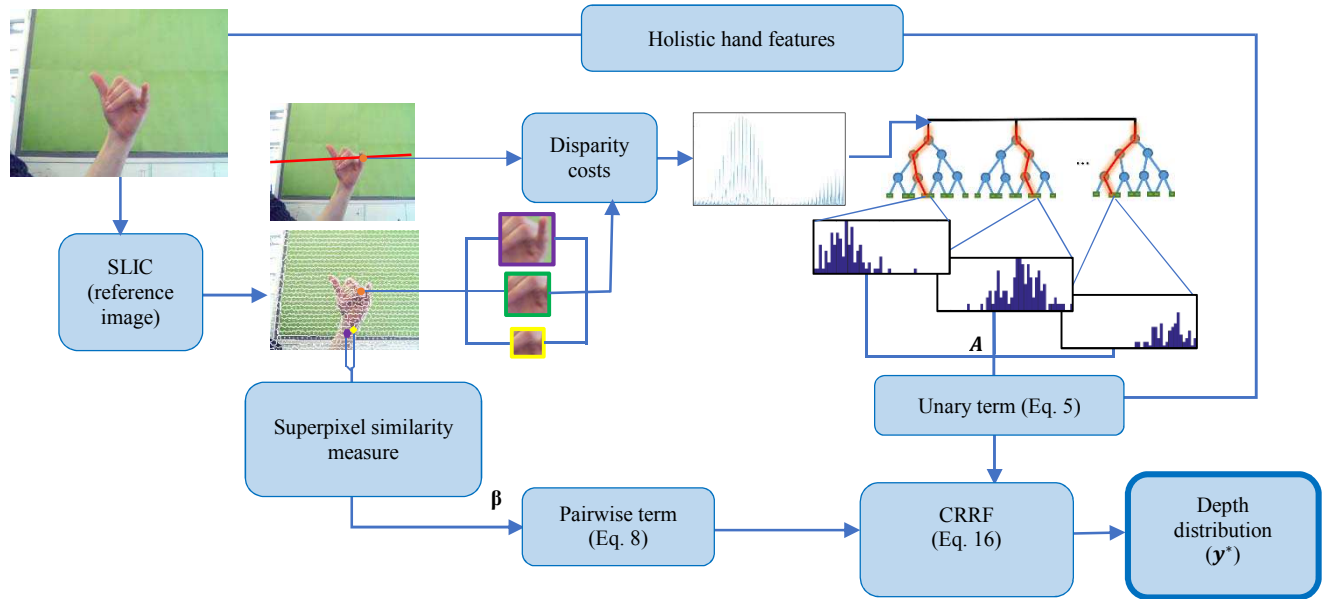 Holistic hand features
Disparity
costs
...
SLIC
(reference
image)
A
Unary term (Eq. 5)
Superpixel similarity
measure
β
Pairwise term
(Eq. 8)
CRRF
(Eq. 16)
Depth
distribution
(y*)